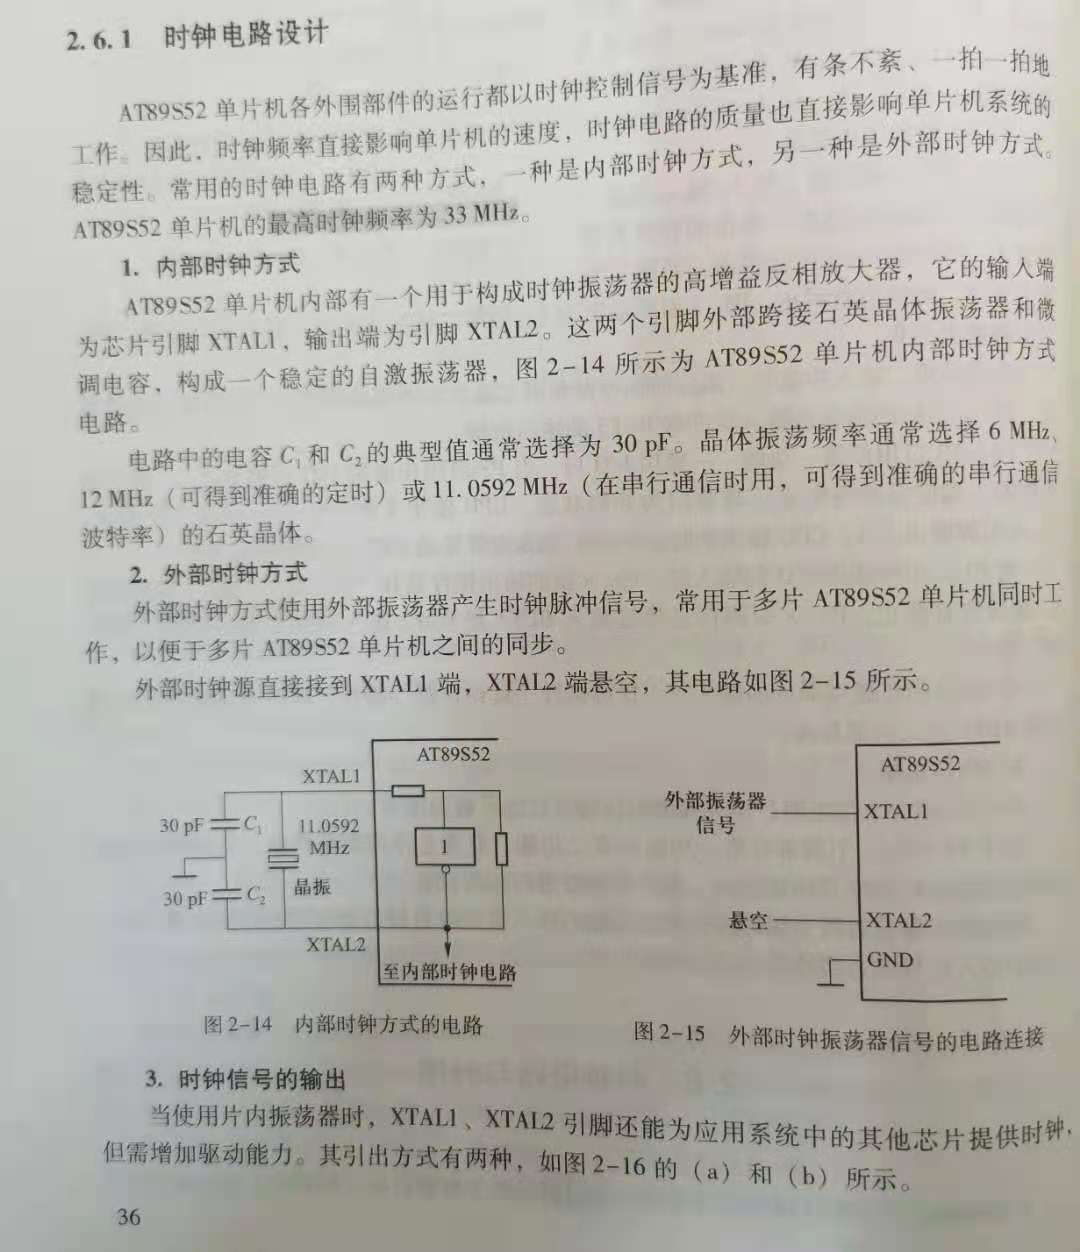 2.6.1 时钟电路设计
AT89S52 单片机各外围部件的运行都以时钟控制信号为基准，有条不紊、一拍一拍地
工作。因此，时钟频率直接影响单片机的速度，时钟电路的质量也直接影响单片机系统的
稳定性。常用的时钟电路有两种方式，一种是内部时钟方式，另一种是外部时钟方式。
AT89S52 单片机的最高时钟频率为 33 MHz。
1. 内部时钟方式
AT89S52 单片机内部有一个用于构成时钟振荡器的高增益反相放大器，它的输入端
为芯片引脚 XTAL1，输出端为引脚 XTAL2。这两个引脚外部跨接石英晶体振荡器和微
调电容，构成一个稳定的自激振荡器，图 2-14 所示为 AT89S52 单片机内部时钟方式
电路。
电路中的电容 C₁ 和 C₂ 的典型值通常选择为 30 pF。晶体振荡频率通常选择 6 MHz、
12 MHz（可得到准确的定时）或 11.0592 MHz（在串行通信时用，可得到准确的串行通信
波特率）的石英晶体。
2. 外部时钟方式
外部时钟方式使用外部振荡器产生时钟脉冲信号，常用于多片 AT89S52 单片机同时工
作，以便于多片 AT89S52 单片机之间的同步。
外部时钟源直接接到 XTAL1 端，XTAL2 端悬空，其电路如图 2-15 所示。
AT89S52
XTAL1
30 pF
C₁
11.0592
MHz
1
30 pF
C₂
晶振
XTAL2
至内部时钟电路
图 2-14 内部时钟方式的电路
AT89S52
外部振荡器
信号
XTAL1
悬空
XTAL2
GND
图 2-15 外部时钟振荡器信号的电路连接
3. 时钟信号的输出
当使用片内振荡器时，XTAL1、XTAL2 引脚还能为应用系统中的其他芯片提供时钟，
但需增加驱动能力。其引出方式有两种，如图 2-16 的（a）和（b）所示。
36